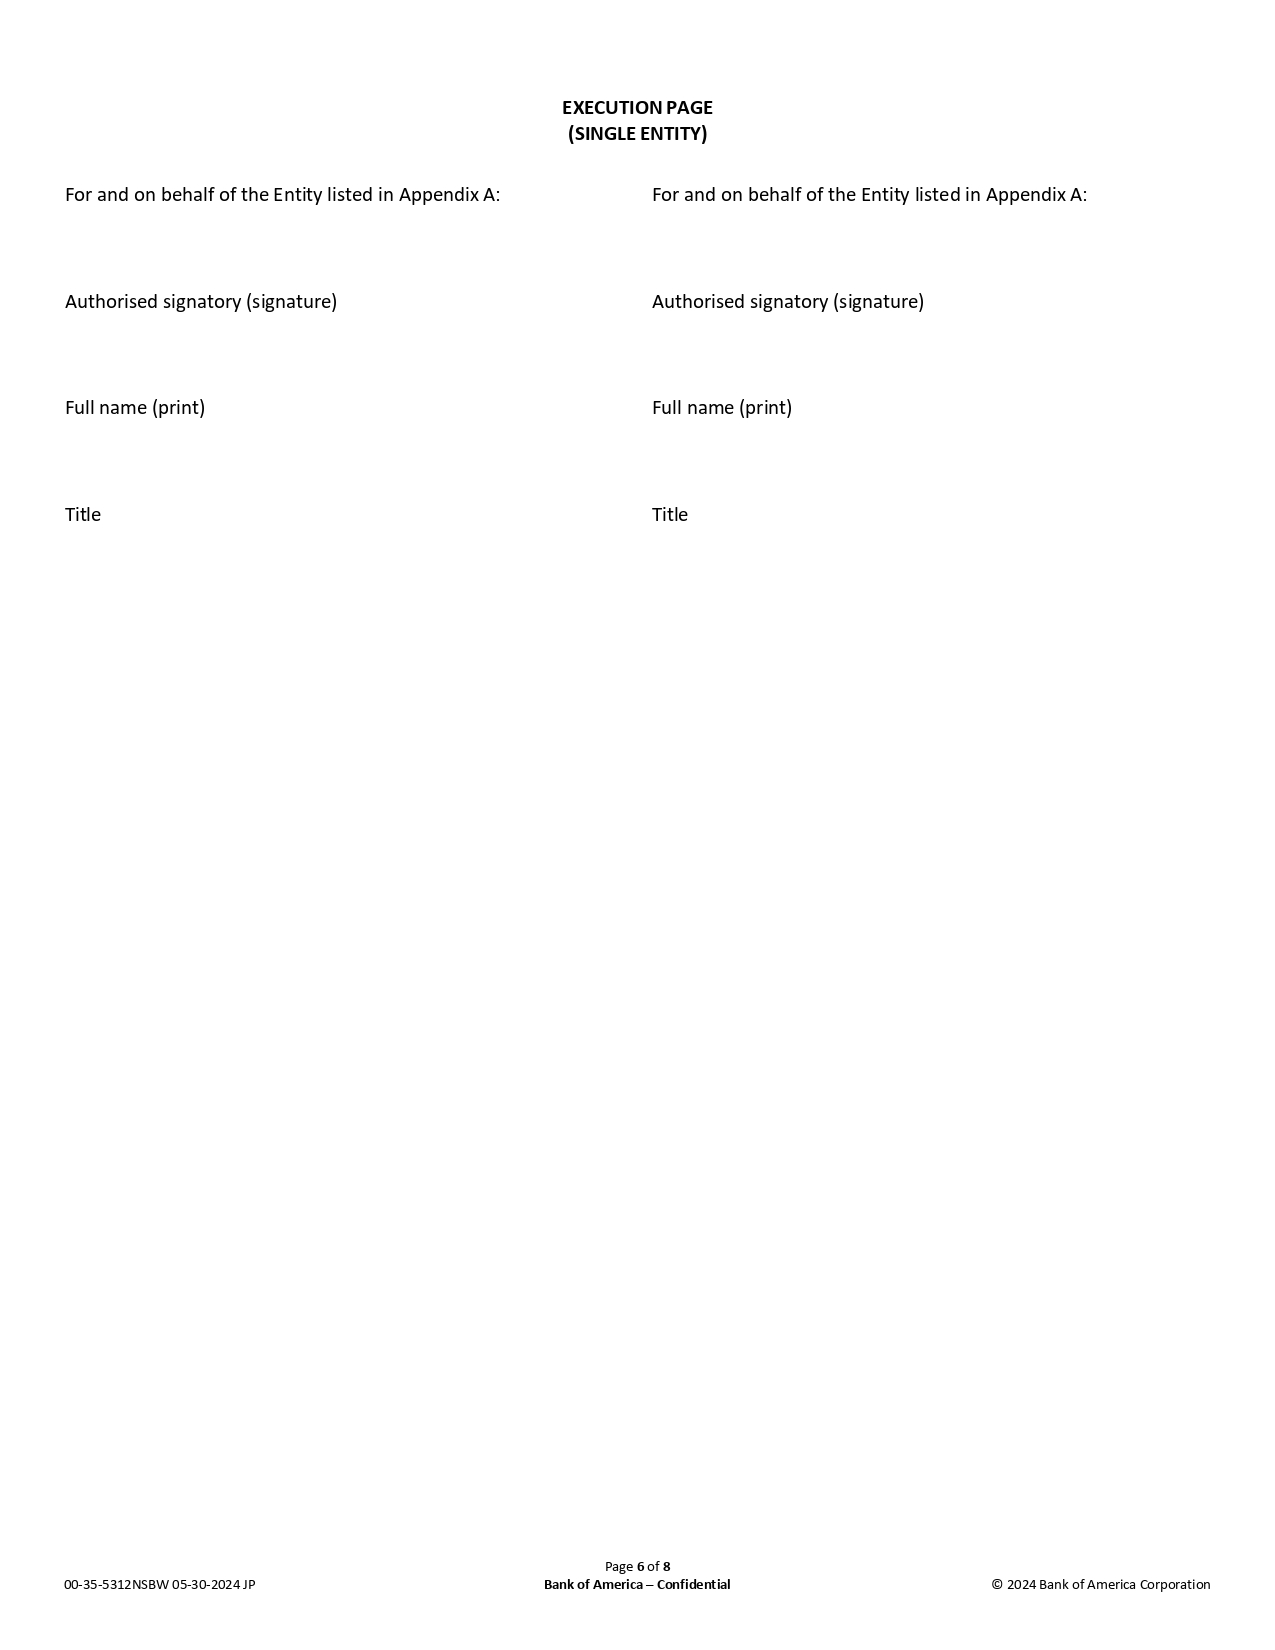 EXECUTION PAGE
(SINGLE ENTITY)
For and on behalf of the Entity listed in Appendix A:
For and on behalf of the Entity listed in Appendix A:
Authorised signatory (signature)
Authorised signatory (signature)
Full name (print)
Full name (print)
Title
Title
Page 6 of 8
00-35-5312NSBW 05-30-2024 JP
Bank of America – Confidential
© 2024 Bank of America Corporation